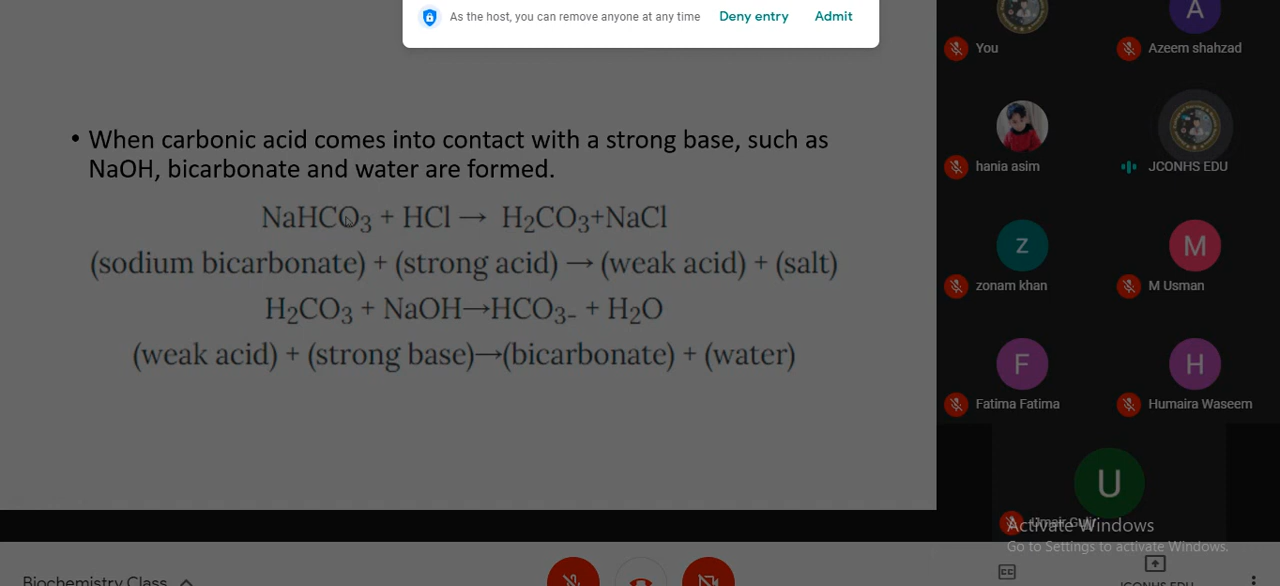 As the host, you can remove anyone at any time Deny entry Admit
• When carbonic acid comes into contact with a strong base, such as
NaOH, bicarbonate and water are formed.
NaHCO₃ + HCl → H₂CO₃+NaCl
(sodium bicarbonate) + (strong acid) → (weak acid) + (salt)
H₂CO₃ + NaOH→HCO₃₋ + H₂O
(weak acid) + (strong base)→(bicarbonate) + (water)
A
You
Azeem shahzad
hania asim
JCONHS EDU
z
M
zonam khan
M Usman
F
H
Fatima Fatima
Humaira Waseem
U
Activate Windows
Go to Settings to activate Windows.
CC
Biochemistry Class
JCONHS EDU